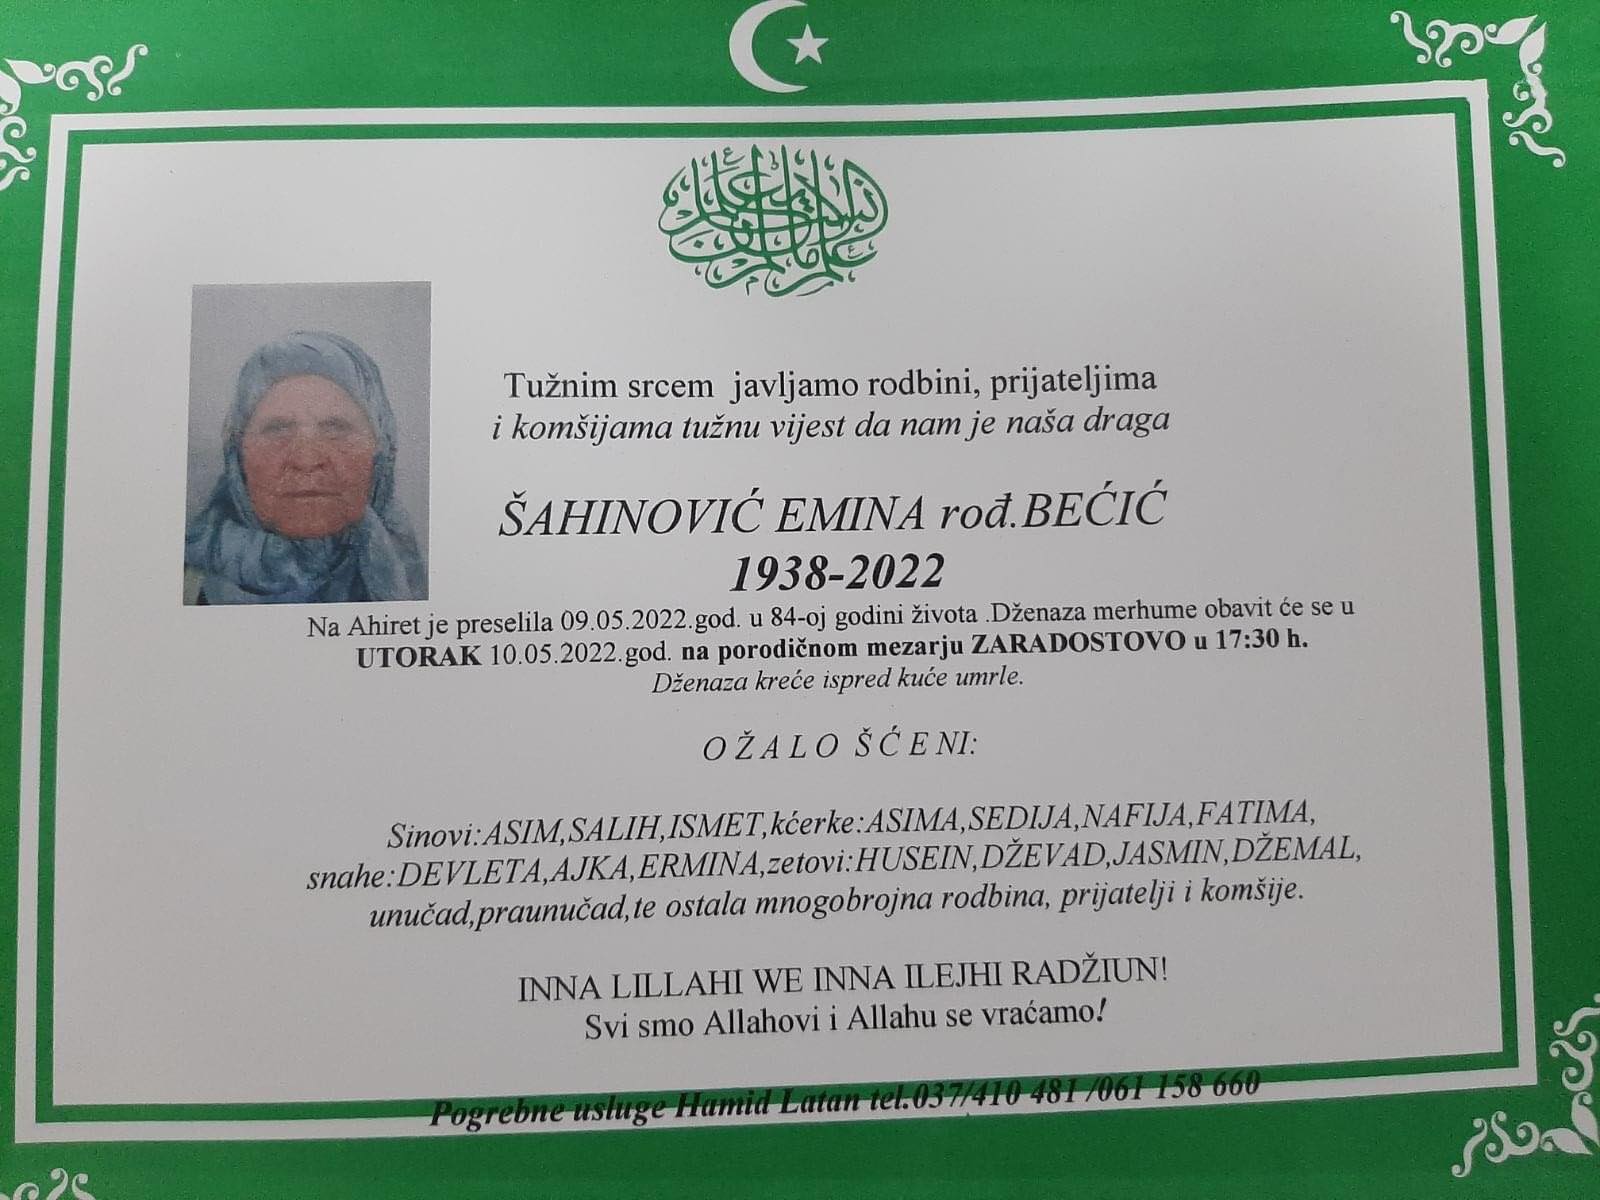 Tužnim srcem javljamo rodbini, prijateljima
i komšijama tužnu vijest da nam je naša draga
ŠAHINOVIĆ EMINA rođ.BEĆIĆ
1938-2022
Na Ahiret je preselila 09.05.2022.god. u 84-oj godini života .Dženaza merhume obavit će se u
UTORAK 10.05.2022.god. na porodičnom mezarju ZARADOSTOVO u 17:30 h.
Dženaza kreće ispred kuće umrle.
O Ž A L O Š Ć E NI:
Sinovi:ASIM,SALIH,ISMET,kćerke:ASIMA,SEDIJA,NAFIJA,FATIMA,
snahe:DEVLETA,AJKA,ERMINA,zetovi:HUSEIN,DŽEVAD,JASMIN,DŽEMAL,
unučad,praunučad,te ostala mnogobrojna rodbina, prijatelji i komšije.
INNA LILLAHI WE INNA ILEJHI RADŽIUN!
Svi smo Allahovi i Allahu se vraćamo!
Pogrebne usluge Hamid Latan tel.037/410 481 /061 158 660